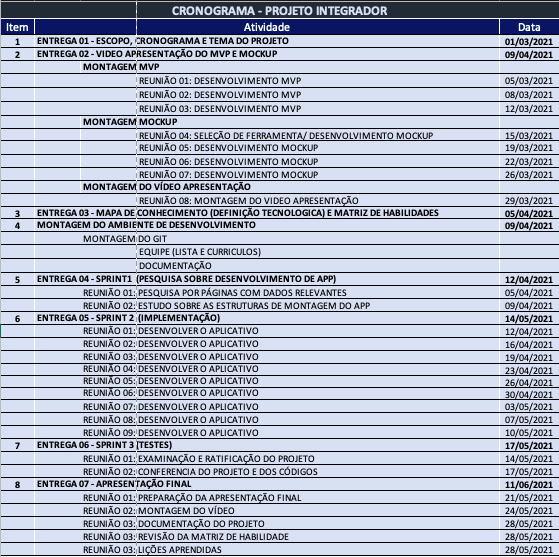 CRONOGRAMA - PROJETO INTEGRADOR
Item Atividade Data
1 ENTREGA 01 - ESCOPO, CRONOGRAMA E TEMA DO PROJETO 01/03/2021
2 ENTREGA 02 - VIDEO APRESENTAÇÃO DO MVP E MOCKUP 09/04/2021
MONTAGEM MVP
REUNIÃO 01: DESENVOLVIMENTO MVP 05/03/2021
REUNIÃO 02: DESENVOLVIMENTO MVP 08/03/2021
REUNIÃO 03: DESENVOLVIMENTO MVP 12/03/2021
MONTAGEM MOCKUP
REUNIÃO 04: SELEÇÃO DE FERRAMENTA/ DESENVOLVIMENTO MOCKUP 15/03/2021
REUNIÃO 05: DESENVOLVIMENTO MOCKUP 19/03/2021
REUNIÃO 06: DESENVOLVIMENTO MOCKUP 22/03/2021
REUNIÃO 07: DESENVOLVIMENTO MOCKUP 26/03/2021
MONTAGEM DO VÍDEO APRESENTAÇÃO
REUNIÃO 08: MONTAGEM DO VIDEO APRESENTAÇÃO 29/03/2021
3 ENTREGA 03 - MAPA DE CONHECIMENTO (DEFINIÇÃO TECNOLOGICA) E MATRIZ DE HABILIDADES 05/04/2021
4 MONTAGEM DO AMBIENTE DE DESENVOLVIMENTO 09/04/2021
MONTAGEM DO GIT
EQUIPE (LISTA E CURRICULOS)
DOCUMENTAÇÃO
5 ENTREGA 04 - SPRINT1 (PESQUISA SOBRE DESENVOLVIMENTO DE APP) 12/04/2021
REUNIÃO 01: PESQUISA POR PÁGINAS COM DADOS RELEVANTES 05/04/2021
REUNIÃO 02: ESTUDO SOBRE AS ESTRUTURAS DE MONTAGEM DO APP 09/04/2021
6 ENTREGA 05 - SPRINT 2 (IMPLEMENTAÇÃO) 14/05/2021
REUNIÃO 01: DESENVOLVER O APLICATIVO 12/04/2021
REUNIÃO 02: DESENVOLVER O APLICATIVO 16/04/2021
REUNIÃO 03: DESENVOLVER O APLICATIVO 19/04/2021
REUNIÃO 04: DESENVOLVER O APLICATIVO 23/04/2021
REUNIÃO 05: DESENVOLVER O APLICATIVO 26/04/2021
REUNIÃO 06: DESENVOLVER O APLICATIVO 30/04/2021
REUNIÃO 07: DESENVOLVER O APLICATIVO 03/05/2021
REUNIÃO 08: DESENVOLVER O APLICATIVO 07/05/2021
REUNIÃO 09: DESENVOLVER O APLICATIVO 10/05/2021
7 ENTREGA 06 - SPRINT 3 (TESTES) 17/05/2021
REUNIÃO 01: EXAMINAÇÃO E RATIFICAÇÃO DO PROJETO 14/05/2021
REUNIÃO 02: CONFERENCIA DO PROJETO E DOS CÓDIGOS 17/05/2021
8 ENTREGA 07 - APRESENTAÇÃO FINAL 11/06/2021
REUNIÃO 01: PREPARAÇÃO DA APRESENTAÇÃO FINAL 21/05/2021
REUNIÃO 02: MONTAGEM DO VÍDEO 24/05/2021
REUNIÃO 03: DOCUMENTAÇÃO DO PROJETO 28/05/2021
REUNIÃO 03: REVISÃO DA MATRIZ DE HABILIDADE 28/05/2021
REUNIÃO 03: LIÇÕES APRENDIDAS 28/05/2021